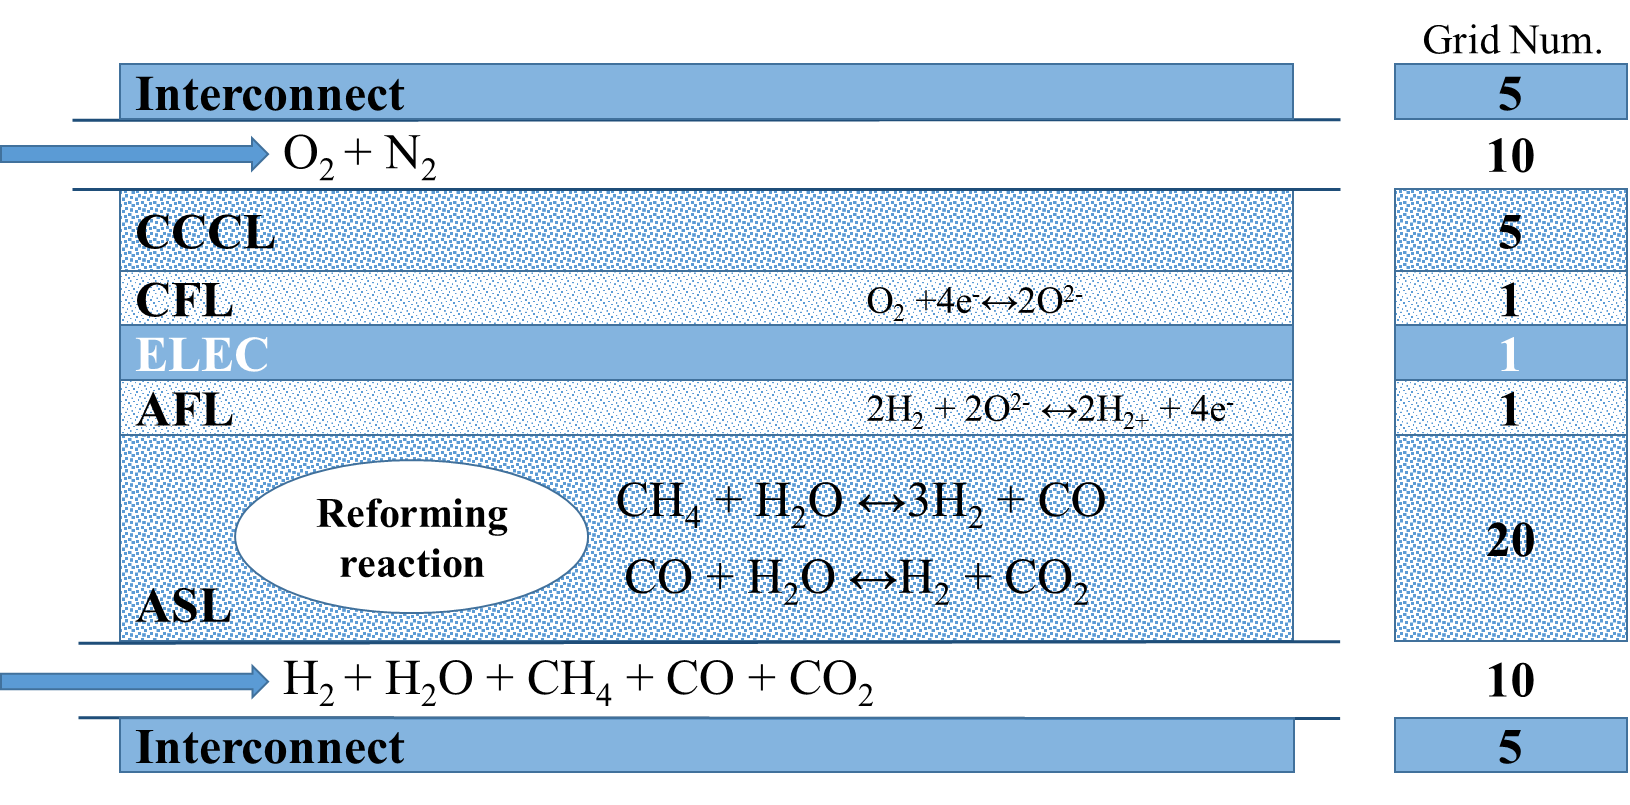 Grid Num.
Interconnect 5
O₂ + N₂ 10
CCCL 5
CFL O₂ +4e⁻↔2O²⁻ 1
ELEC 1
AFL 2H₂ + 2O²⁻ ↔2H₂₊ + 4e⁻ 1
Reforming
reaction
CH₄ + H₂O ↔3H₂ + CO
CO + H₂O ↔H₂ + CO₂
20
ASL
H₂ + H₂O + CH₄ + CO + CO₂ 10
Interconnect 5